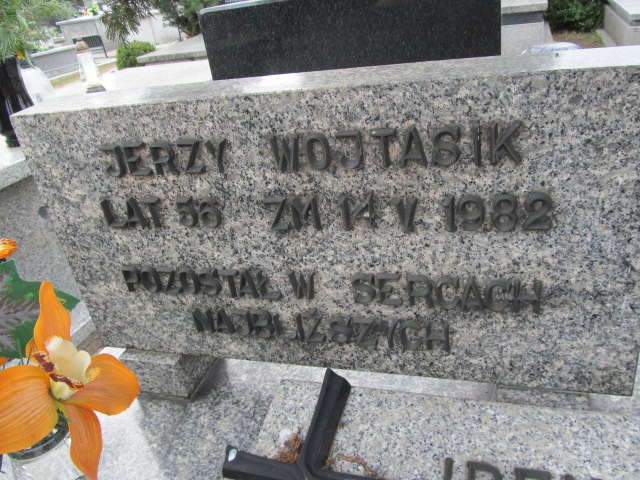 JERZY WOJTASIK
LAT 56 ZM 14 V 1982
POZOSTAŁ W SERCACH
NAJBLIŻSZYCH